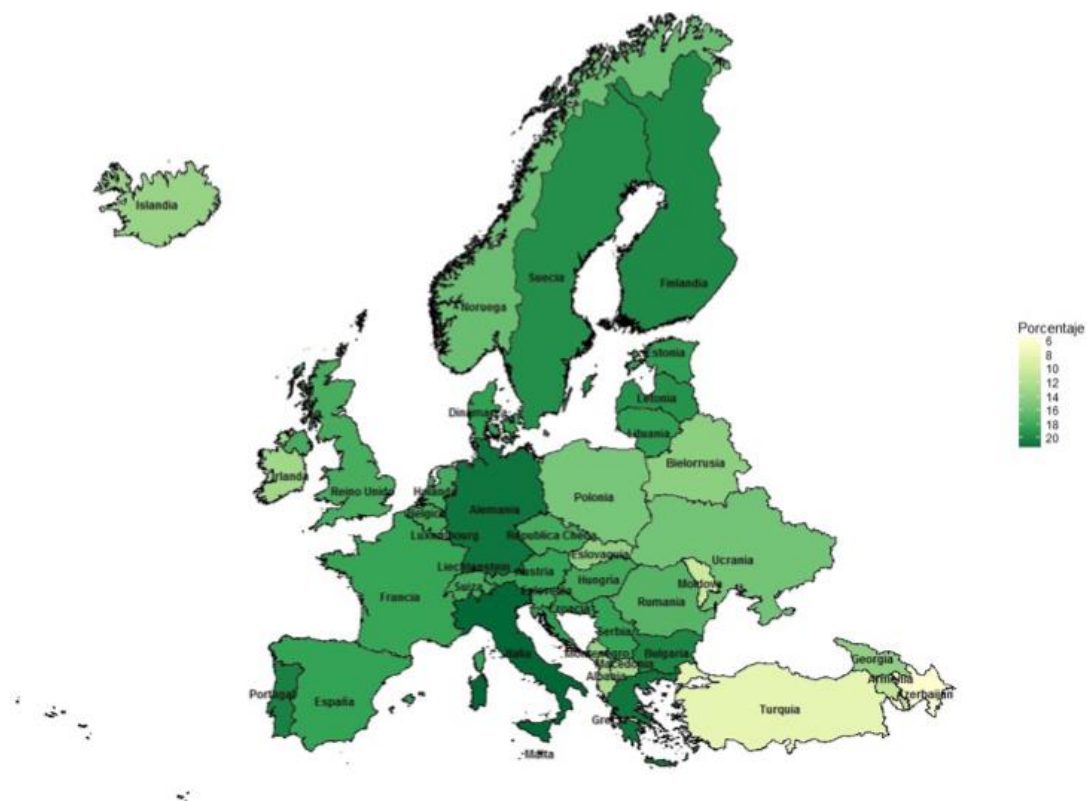 Islandia
Suecia
Finlandia
Noruega
Porcentaje
6
8
10
12
14
16
18
20
Estonia
Letonia
Dinamarca
Lituania
Bielorrusia
Irlanda
Reino Unido
Holanda
Polonia
Belgica
Alemania
Luxembourg
Republica Checa
Eslovaquia
Ucrania
Liechtenstein
Austria
Suiza
Hungria
Moldova
Eslovenia
Francia
Rumania
Croacia
Serbia
Italia
Montenegro
Bulgaria
Georgia
Macedonia
Albania
Armenia
Portugal
España
Azerbaijan
Turquia
Grecia
Malta